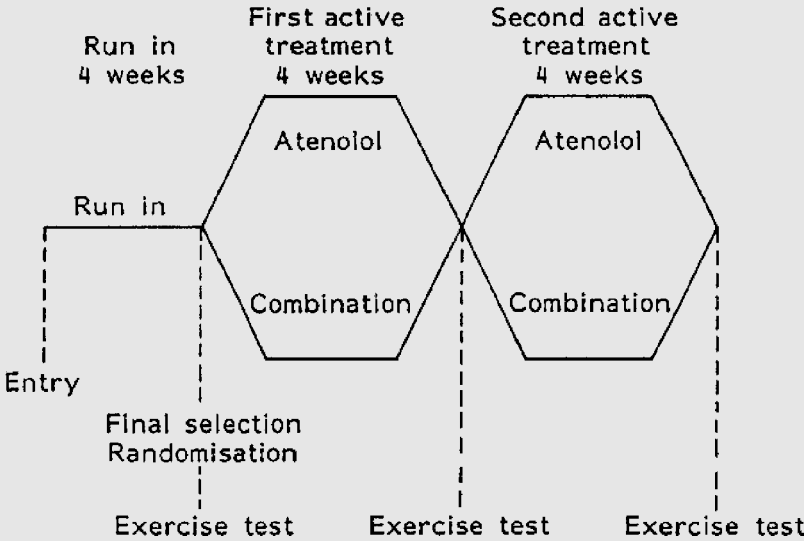 Run in
4 weeks
First active
treatment
4 weeks
Second active
treatment
4 weeks
Atenolol
Atenolol
Run in
Combination
Combination
Entry
Final selection
Randomisation
Exercise test
Exercise test
Exercise test